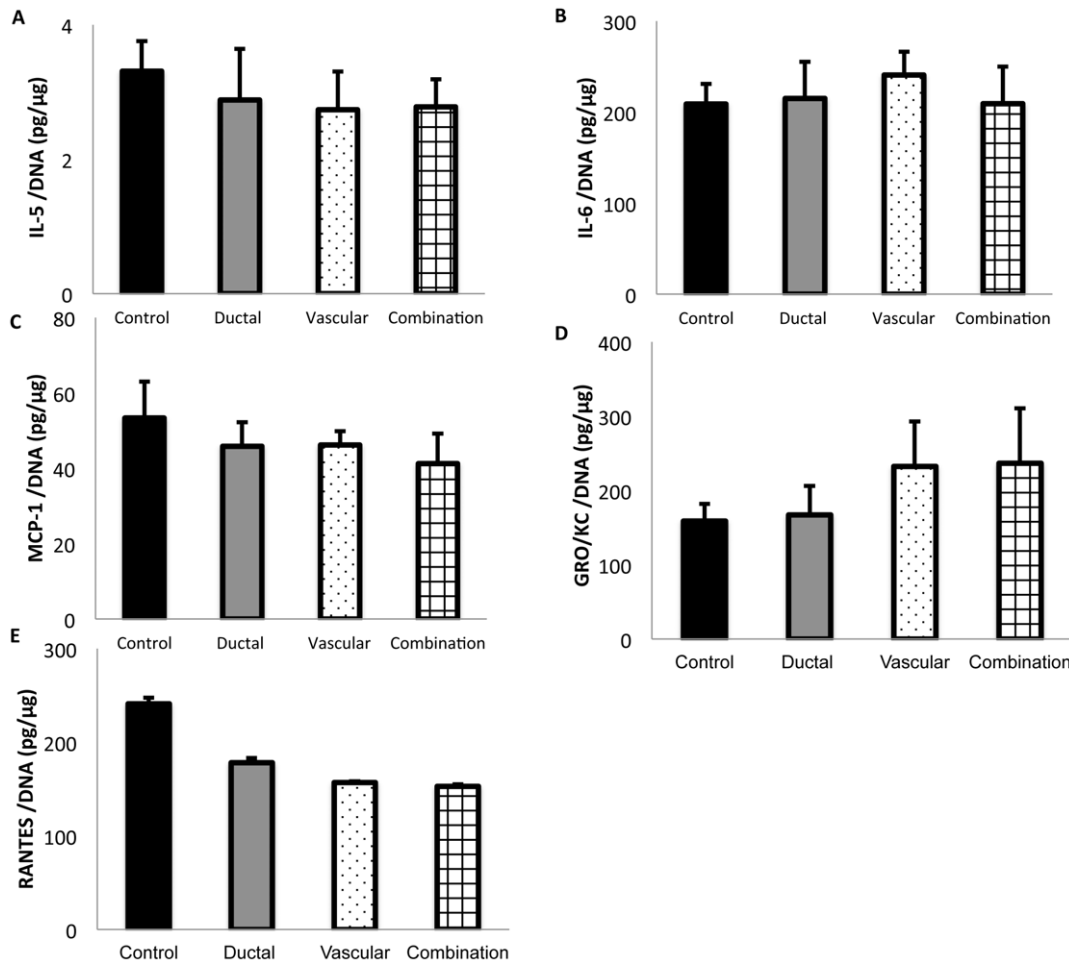 A
IL-5 /DNA (pg/μg)
4
2
0
Control Ductal Vascular Combination
B
IL-6 /DNA (pg/μg)
300
200
100
0
Control Ductal Vascular Combination
C
MCP-1 /DNA (pg/μg)
80
60
40
20
0
Control Ductal Vascular Combination
D
GRO/KC /DNA (pg/μg)
400
300
200
100
0
Control Ductal Vascular Combination
E
RANTES /DNA (pg/μg)
300
200
100
0
Control Ductal Vascular Combination